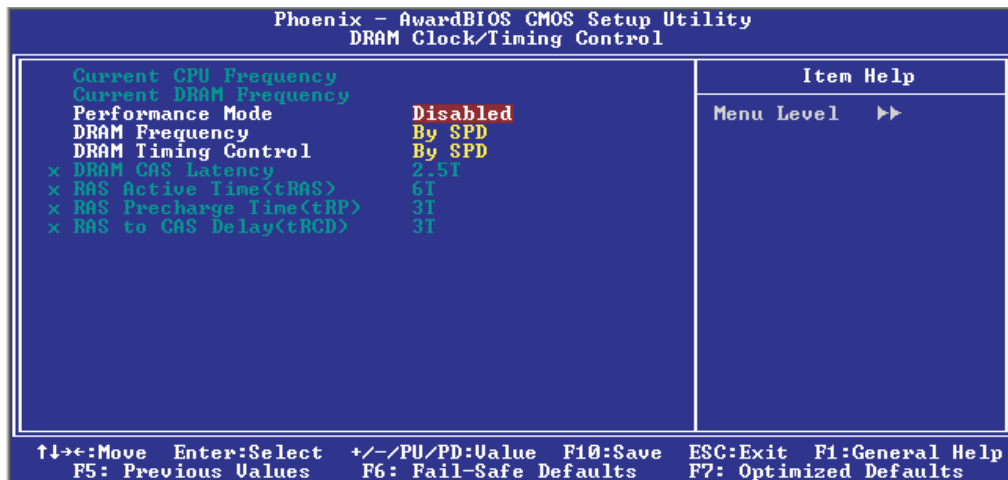 Phoenix - AwardBIOS CMOS Setup Utility
DRAM Clock/Timing Control
Current CPU Frequency
Current DRAM Frequency
Performance Mode Disabled
DRAM Frequency By SPD
DRAM Timing Control By SPD
x DRAM CAS Latency 2.5T
x RAS Active Time(tRAS) 6T
x RAS Precharge Time(tRP) 3T
x RAS to CAS Delay(tRCD) 3T
Item Help
Menu Level ▶▶
↑↓→←:Move Enter:Select +/-/PU/PD:Value F10:Save ESC:Exit F1:General Help
F5: Previous Values F6: Fail-Safe Defaults F7: Optimized Defaults